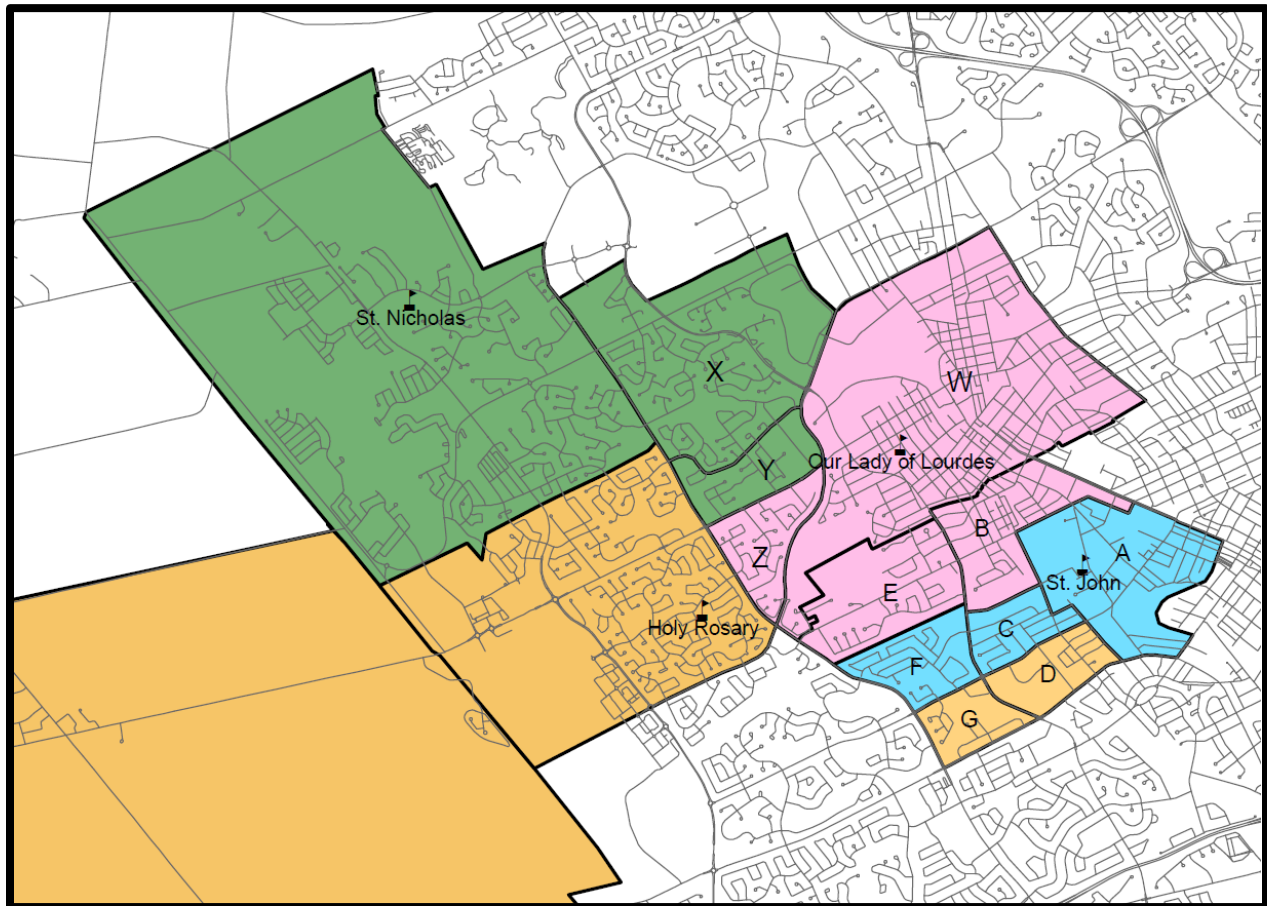 St. Nicholas
X
W
Y
Our Lady of Lourdes
B
Z
A
St. John
E
Holy Rosary
C
F
D
G